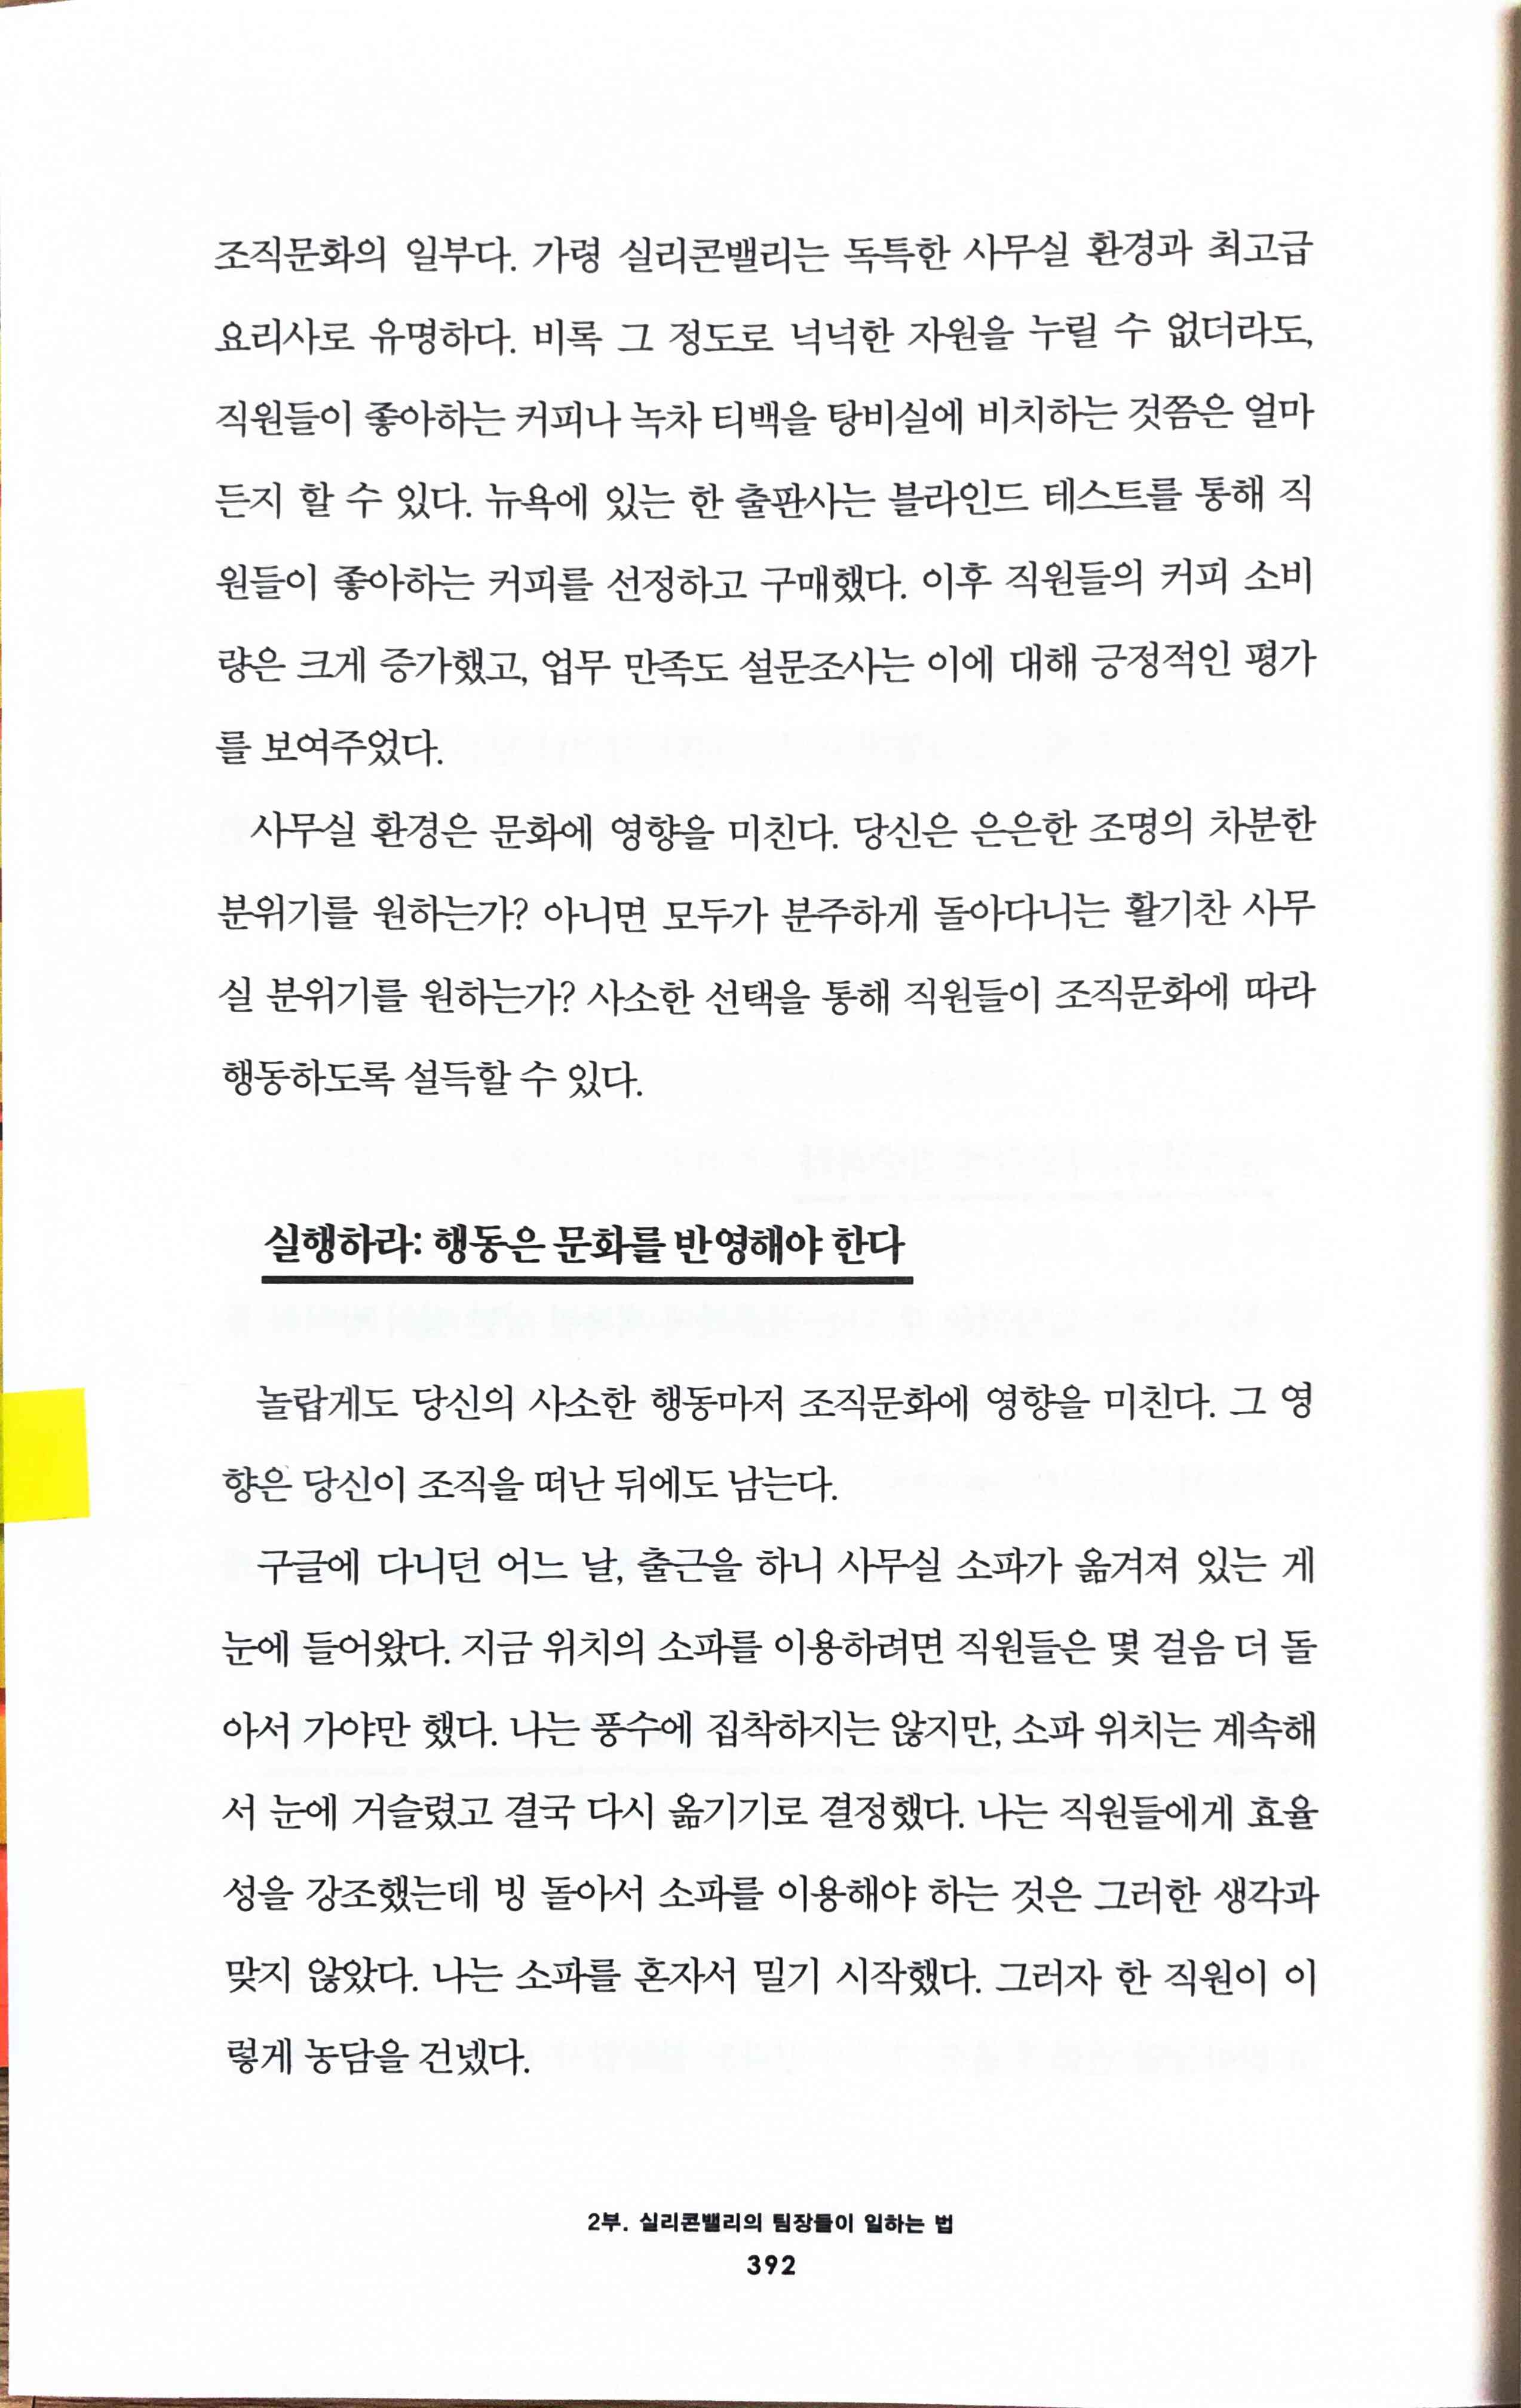 조직문화의 일부다. 가령 실리콘밸리는 독특한 사무실 환경과 최고급
요리사로 유명하다. 비록 그 정도로 넉넉한 자원을 누릴 수 없더라도,
직원들이 좋아하는 커피나 녹차 티백을 탕비실에 비치하는 것쯤은 얼마
든지 할 수 있다. 뉴욕에 있는 한 출판사는 블라인드 테스트를 통해 직
원들이 좋아하는 커피를 선정하고 구매했다. 이후 직원들의 커피 소비
량은 크게 증가했고, 업무 만족도 설문조사는 이에 대해 긍정적인 평가
를 보여주었다.
사무실 환경은 문화에 영향을 미친다. 당신은 은은한 조명의 차분한
분위기를 원하는가? 아니면 모두가 분주하게 돌아다니는 활기찬 사무
실 분위기를 원하는가? 사소한 선택을 통해 직원들이 조직문화에 따라
행동하도록 설득할 수 있다.
실행하라: 행동은 문화를 반영해야 한다
놀랍게도 당신의 사소한 행동마저 조직문화에 영향을 미친다. 그 영
향은 당신이 조직을 떠난 뒤에도 남는다.
구글에 다니던 어느 날, 출근을 하니 사무실 소파가 옮겨져 있는 게
눈에 들어왔다. 지금 위치의 소파를 이용하려면 직원들은 몇 걸음 더 돌
아서 가야만 했다. 나는 풍수에 집착하지는 않지만, 소파 위치는 계속해
서 눈에 거슬렸고 결국 다시 옮기기로 결정했다. 나는 직원들에게 효율
성을 강조했는데 빙 돌아서 소파를 이용해야 하는 것은 그러한 생각과
맞지 않았다. 나는 소파를 혼자서 밀기 시작했다. 그러자 한 직원이 이
렇게 농담을 건넸다.
2부. 실리콘밸리의 팀장들이 일하는 법
392